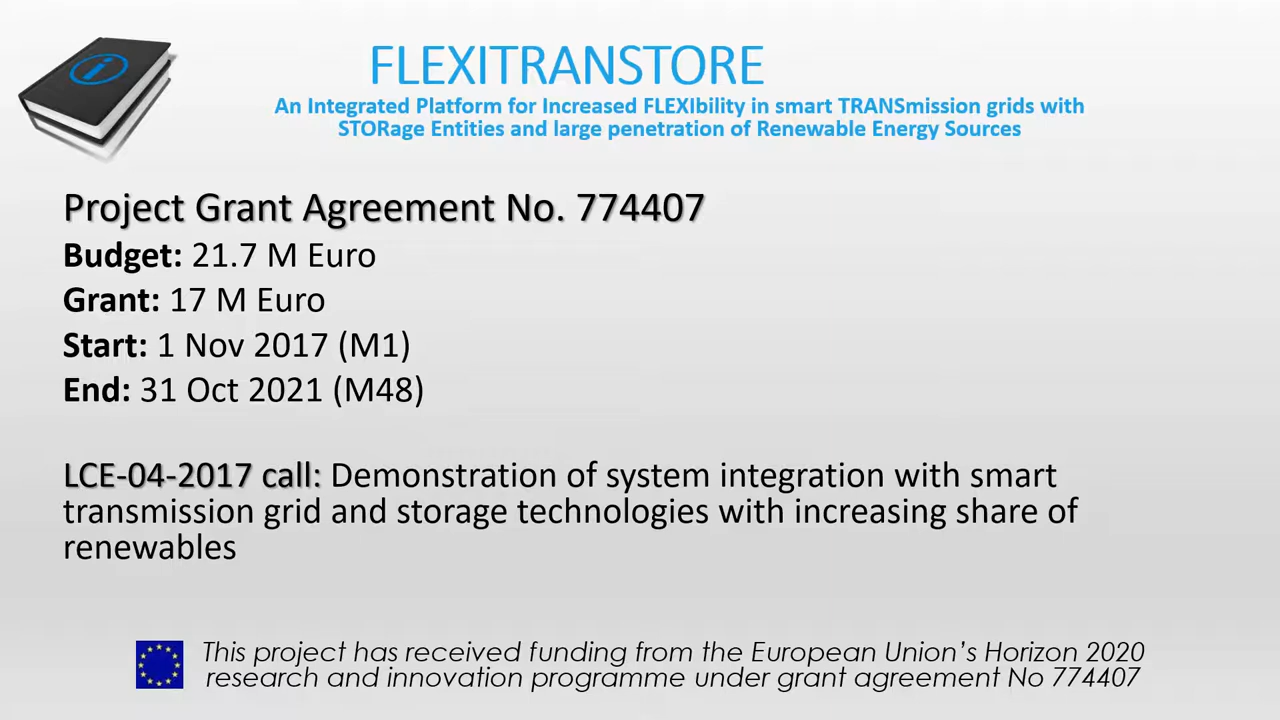 FLEXITRANSTORE
An Integrated Platform for Increased FLEXIbility in smart TRANSmission grids with
STORage Entities and large penetration of Renewable Energy Sources
Project Grant Agreement No. 774407
Budget: 21.7 M Euro
Grant: 17 M Euro
Start: 1 Nov 2017 (M1)
End: 31 Oct 2021 (M48)
LCE-04-2017 call: Demonstration of system integration with smart
transmission grid and storage technologies with increasing share of
renewables
This project has received funding from the European Union’s Horizon 2020
research and innovation programme under grant agreement No 774407